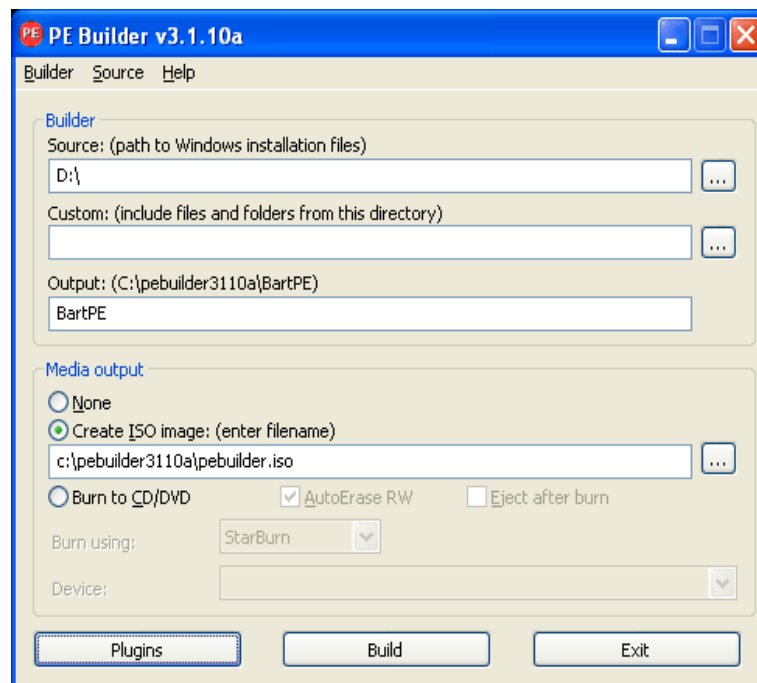 PE PE Builder v3.1.10a
Builder Source Help
Builder
Source: (path to Windows installation files)
D:\
...
Custom: (include files and folders from this directory)
...
Output: (C:\pebuilder3110a\BartPE)
BartPE
Media output
None
Create ISO image: (enter filename)
c:\pebuilder3110a\pebuilder.iso
...
Burn to CD/DVD AutoErase RW Eject after burn
Burn using: StarBurn
Device:
Plugins Build Exit